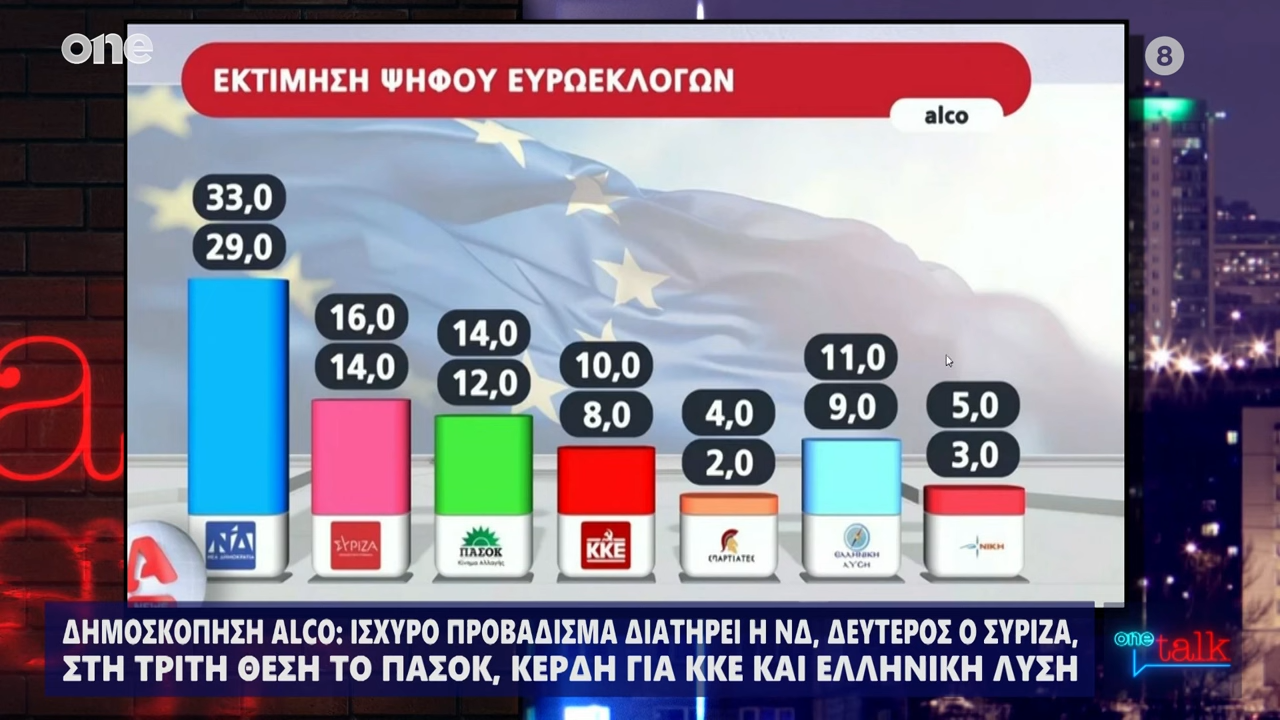 one
8
ΕΚΤΙΜΗΣΗ ΨΗΦΟΥ ΕΥΡΩΕΚΛΟΓΩΝ
alco
33,0
29,0
16,0
14,0
14,0
12,0
10,0
8,0
4,0
2,0
11,0
9,0
5,0
3,0
ΝΔ
ΝΕΑ ΔΗΜΟΚΡΑΤΙΑ
ΣΥΡΙΖΑ
ΠΑΣΟΚ
Κίνημα Αλλαγής
ΚΚΕ
ΣΠΑΡΤΙΑΤΕΣ
ΕΛΛΗΝΙΚΗ
ΛΥΣΗ
ΝΙΚΗ
A
NEWS
a
ΔΗΜΟΣΚΟΠΗΣΗ ALCO: ΙΣΧΥΡΟ ΠΡΟΒΑΔΙΣΜΑ ΔΙΑΤΗΡΕΙ Η ΝΔ, ΔΕΥΤΕΡΟΣ Ο ΣΥΡΙΖΑ,
ΣΤΗ ΤΡΙΤΗ ΘΕΣΗ ΤΟ ΠΑΣΟΚ, ΚΕΡΔΗ ΓΙΑ ΚΚΕ ΚΑΙ ΕΛΛΗΝΙΚΗ ΛΥΣΗ
one
talk